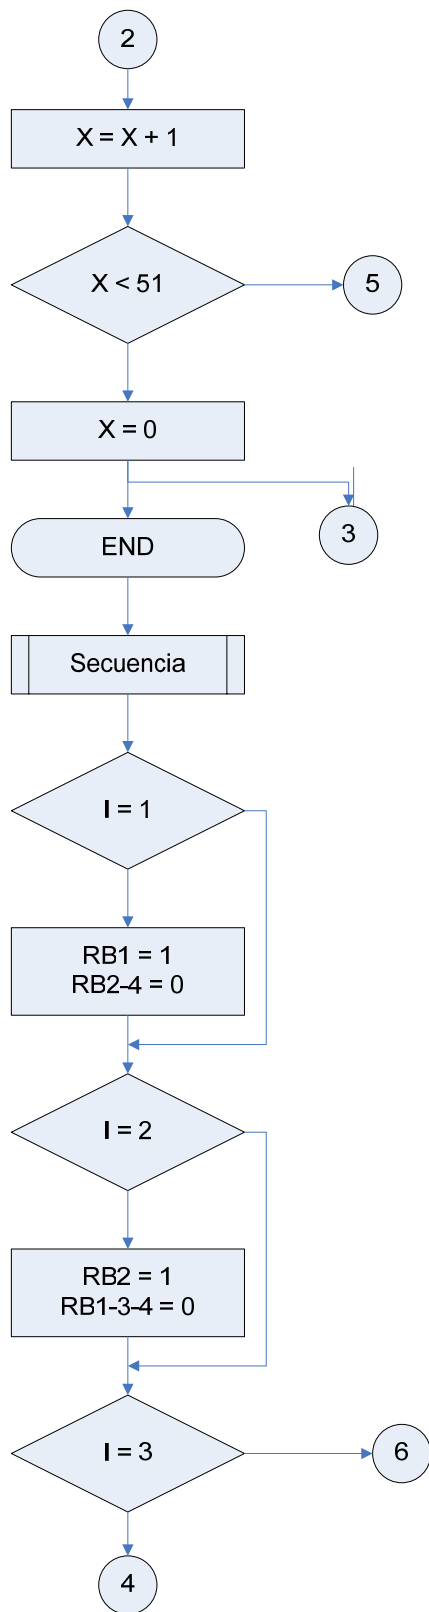 2
X = X + 1
X < 51
5
X = 0
END
3
Secuencia
I = 1
RB1 = 1
RB2-4 = 0
I = 2
RB2 = 1
RB1-3-4 = 0
I = 3
6
4